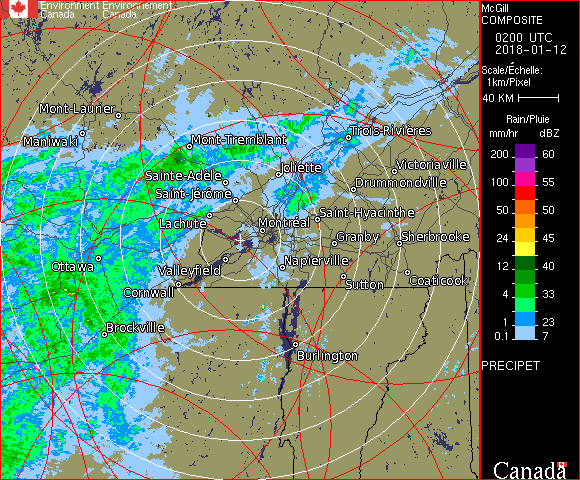 Environment Environnement
Canada Canada
Mont-Laurier
Maniwaki
Mont-Tremblant
Trois-Rivières
Sainte-Adèle
Joliette
Victoriaville
Saint-Jérôme
Drummondville
Lachute
Montréal
Saint-Hyacinthe
Granby
Sherbrooke
Ottawa
Valleyfield
Napierville
Cornwall
Sutton
Coaticook
Brockville
Burlington
McGill
COMPOSITE
0200 UTC
2018-01-12
Scale/Échelle:
1km/Pixel
40 KM
Rain/Pluie
mm/hr dBZ
200 60
100 55
50 50
24 45
12 40
4 33
1 23
0.1 7
PRECIPET
Canada